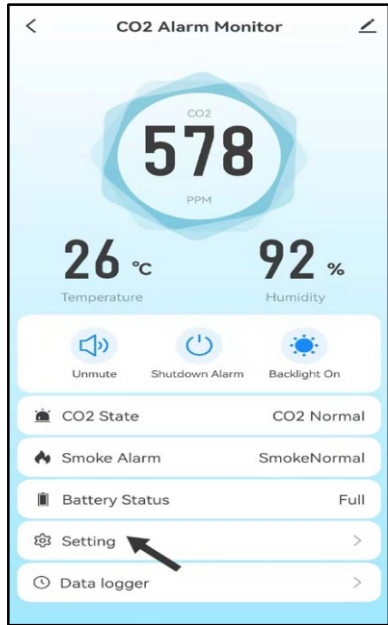 CO2 Alarm Monitor
CO2
578
PPM
26 °C 92 %
Temperature Humidity
Unmute Shutdown Alarm Backlight On
CO2 State CO2 Normal
Smoke Alarm SmokeNormal
Battery Status Full
Setting
Data logger